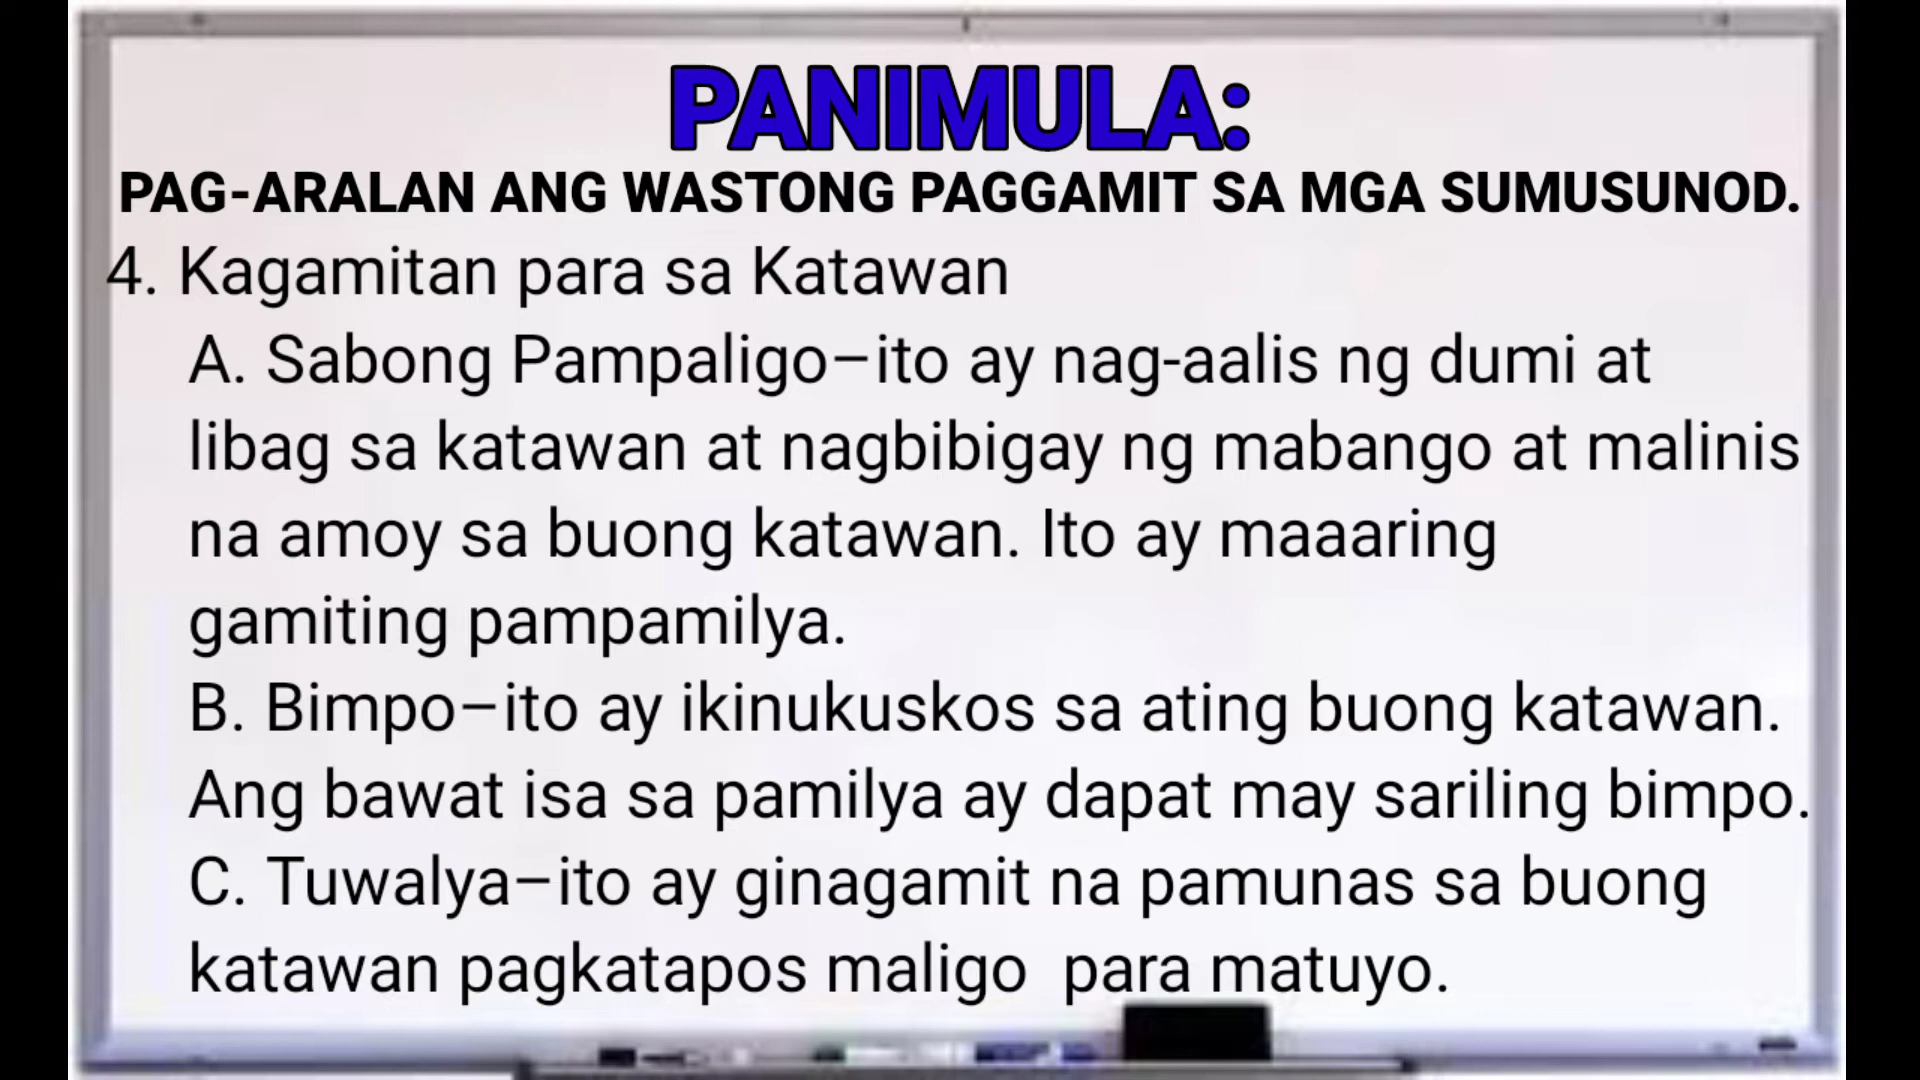 PANIMULA:
PAG-ARALAN ANG WASTONG PAGGAMIT SA MGA SUMUSUNOD.
4. Kagamitan para sa Katawan
A. Sabong Pampaligo–ito ay nag-aalis ng dumi at
libag sa katawan at nagbibigay ng mabango at malinis
na amoy sa buong katawan. Ito ay maaaring
gamiting pampamilya.
B. Bimpo–ito ay ikinukuskos sa ating buong katawan.
Ang bawat isa sa pamilya ay dapat may sariling bimpo.
C. Tuwalya–ito ay ginagamit na pamunas sa buong
katawan pagkatapos maligo  para matuyo.